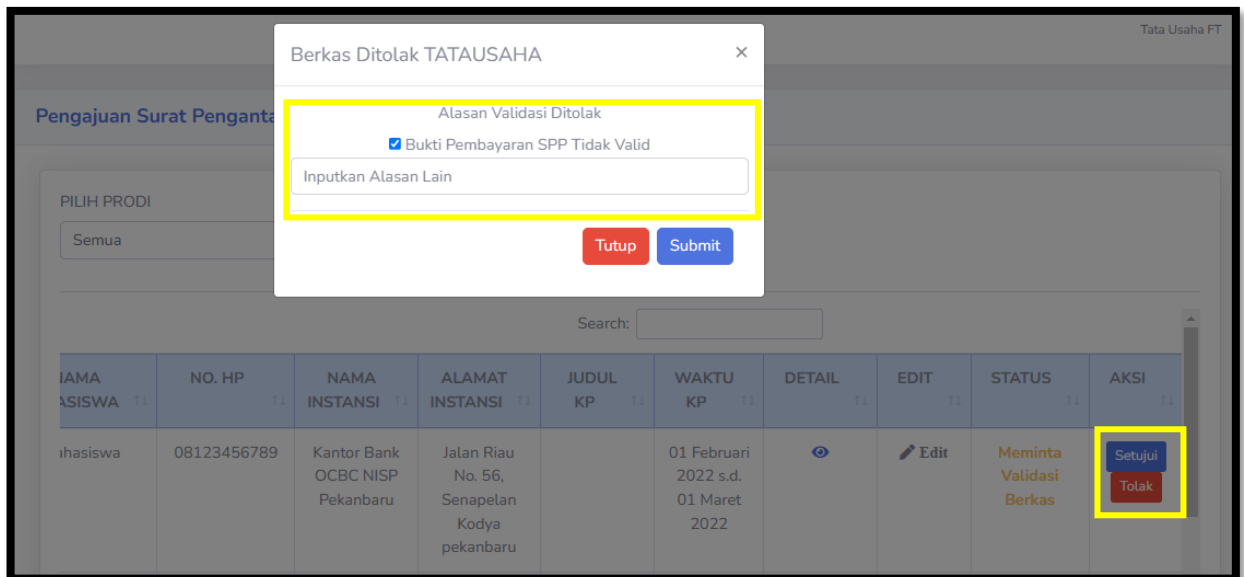 Tata Usaha FT
Berkas Ditolak TATAUSAHA ×
Pengajuan Surat Penganta
Alasan Validasi Ditolak
Bukti Pembayaran SPP Tidak Valid
Inputkan Alasan Lain
PILIH PRODI
Semua
Tutup Submit
Search:
NAMA NO. HP NAMA ALAMAT JUDUL WAKTU DETAIL EDIT STATUS AKSI
ASISWA INSTANSI INSTANSI KP KP
ahasiswa 08123456789 Kantor Bank Jalan Riau 01 Februari Edit Meminta Setujui
OCBC NISP No. 56, 2022 s.d. Validasi Tolak
Pekanbaru Senapelan 01 Maret Berkas
Kodya 2022
pekanbaru